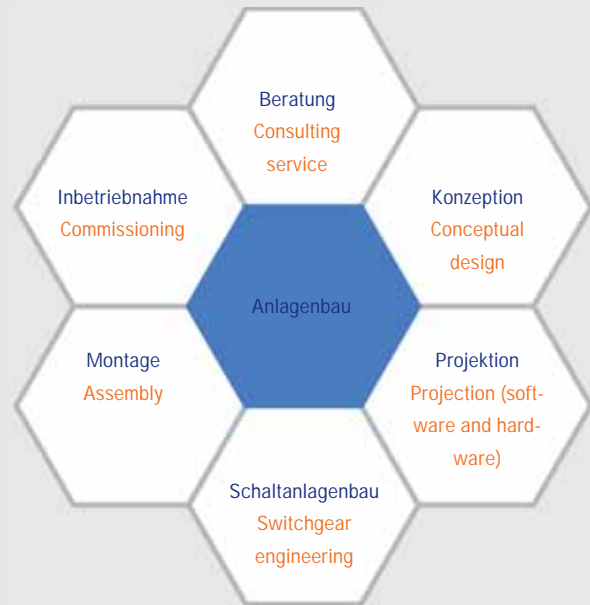 Beratung
Consulting
service
Konzeption
Conceptual
design
Projektion
Projection (soft-
ware and hard-
ware)
Schaltanlagenbau
Switchgear
engineering
Montage
Assembly
Inbetriebnahme
Commissioning
Anlagenbau